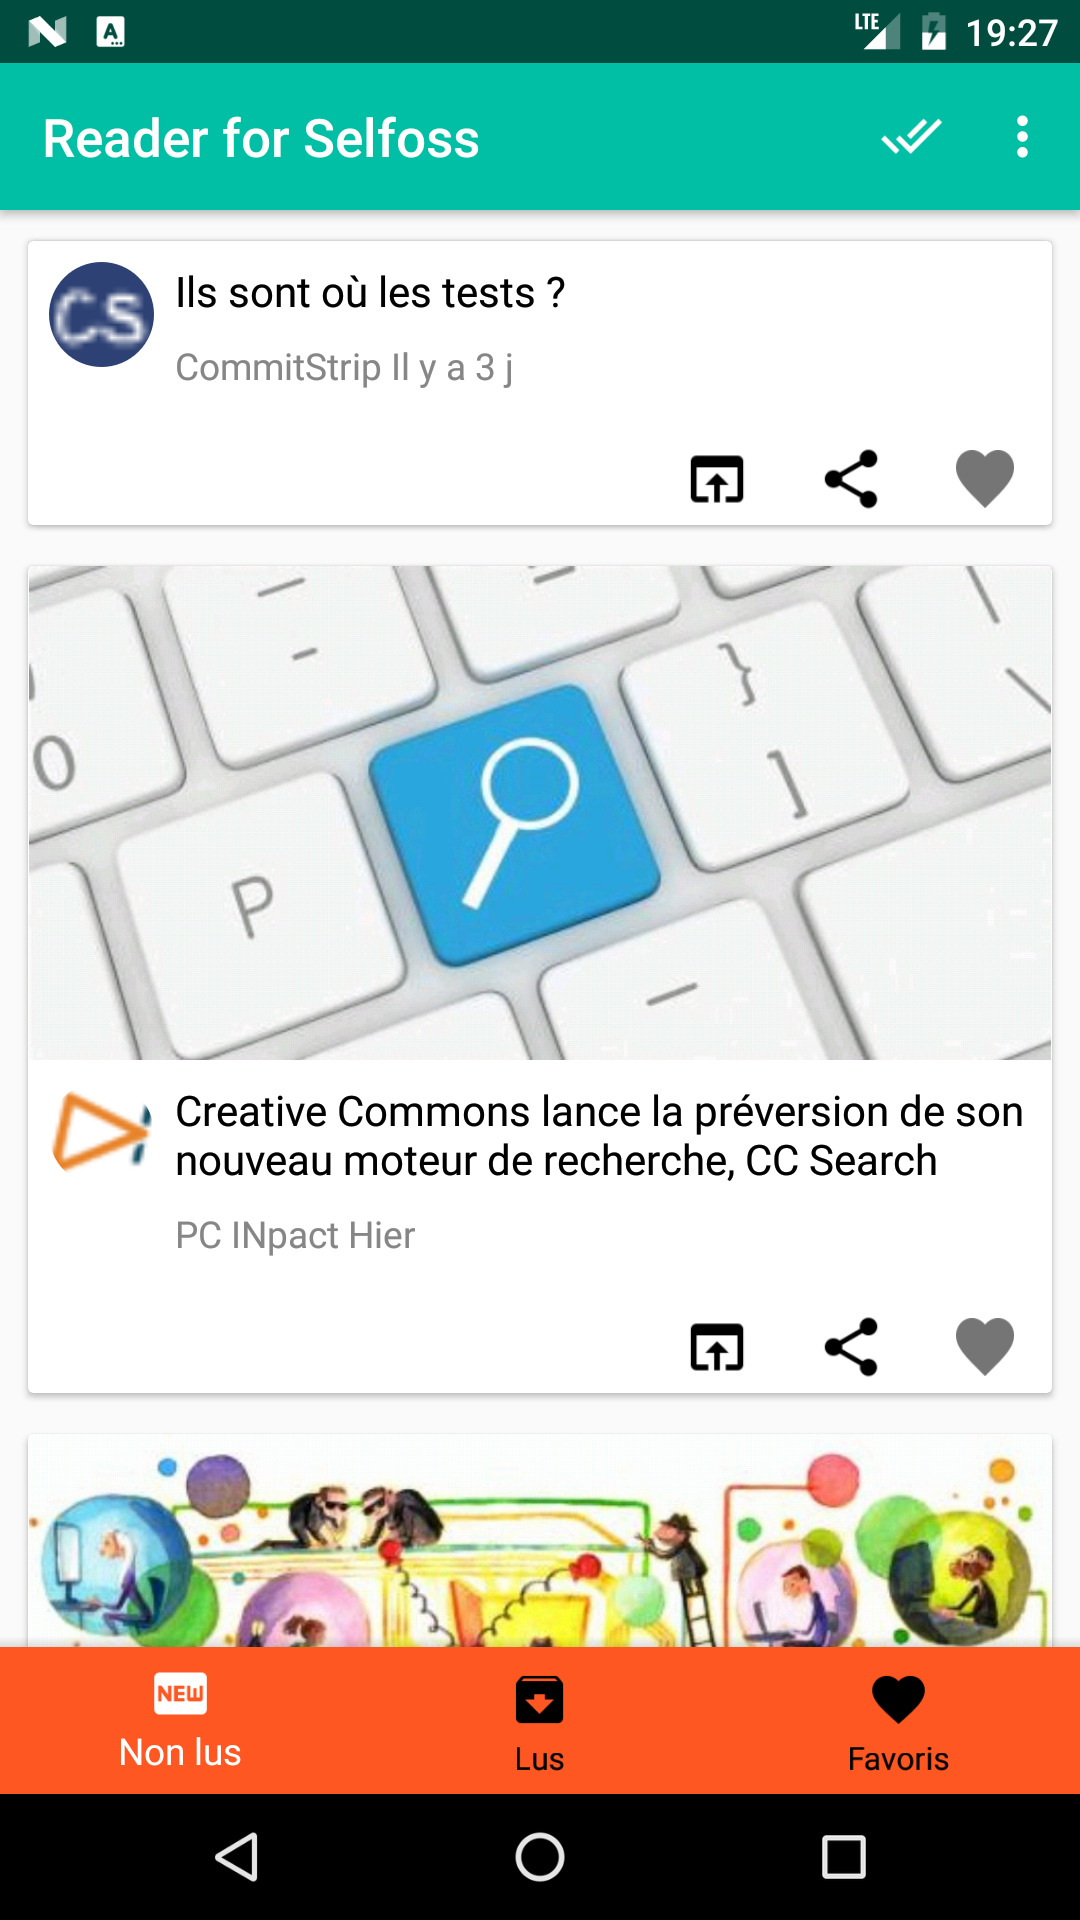 LTE 19:27
Reader for Selfoss
CS
Ils sont où les tests ?
CommitStrip Il y a 3 j
0
P
}
]
Creative Commons lance la préversion de son
nouveau moteur de recherche, CC Search
PC INpact Hier
NEW
Non lus
Lus
Favoris